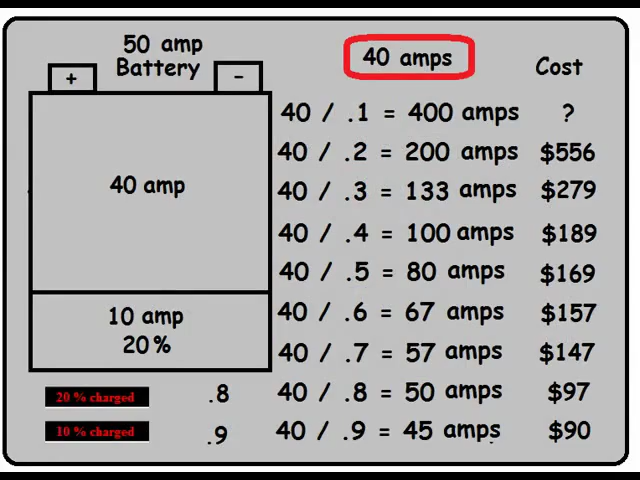 50 amp
Battery
+ -
40 amp
10 amp
20%
20 % charged .8
10 % charged .9
40 amps
Cost
40 / .1 = 400 amps ?
40 / .2 = 200 amps $556
40 / .3 = 133 amps $279
40 / .4 = 100 amps $189
40 / .5 = 80 amps $169
40 / .6 = 67 amps $157
40 / .7 = 57 amps $147
40 / .8 = 50 amps $97
40 / .9 = 45 amps $90